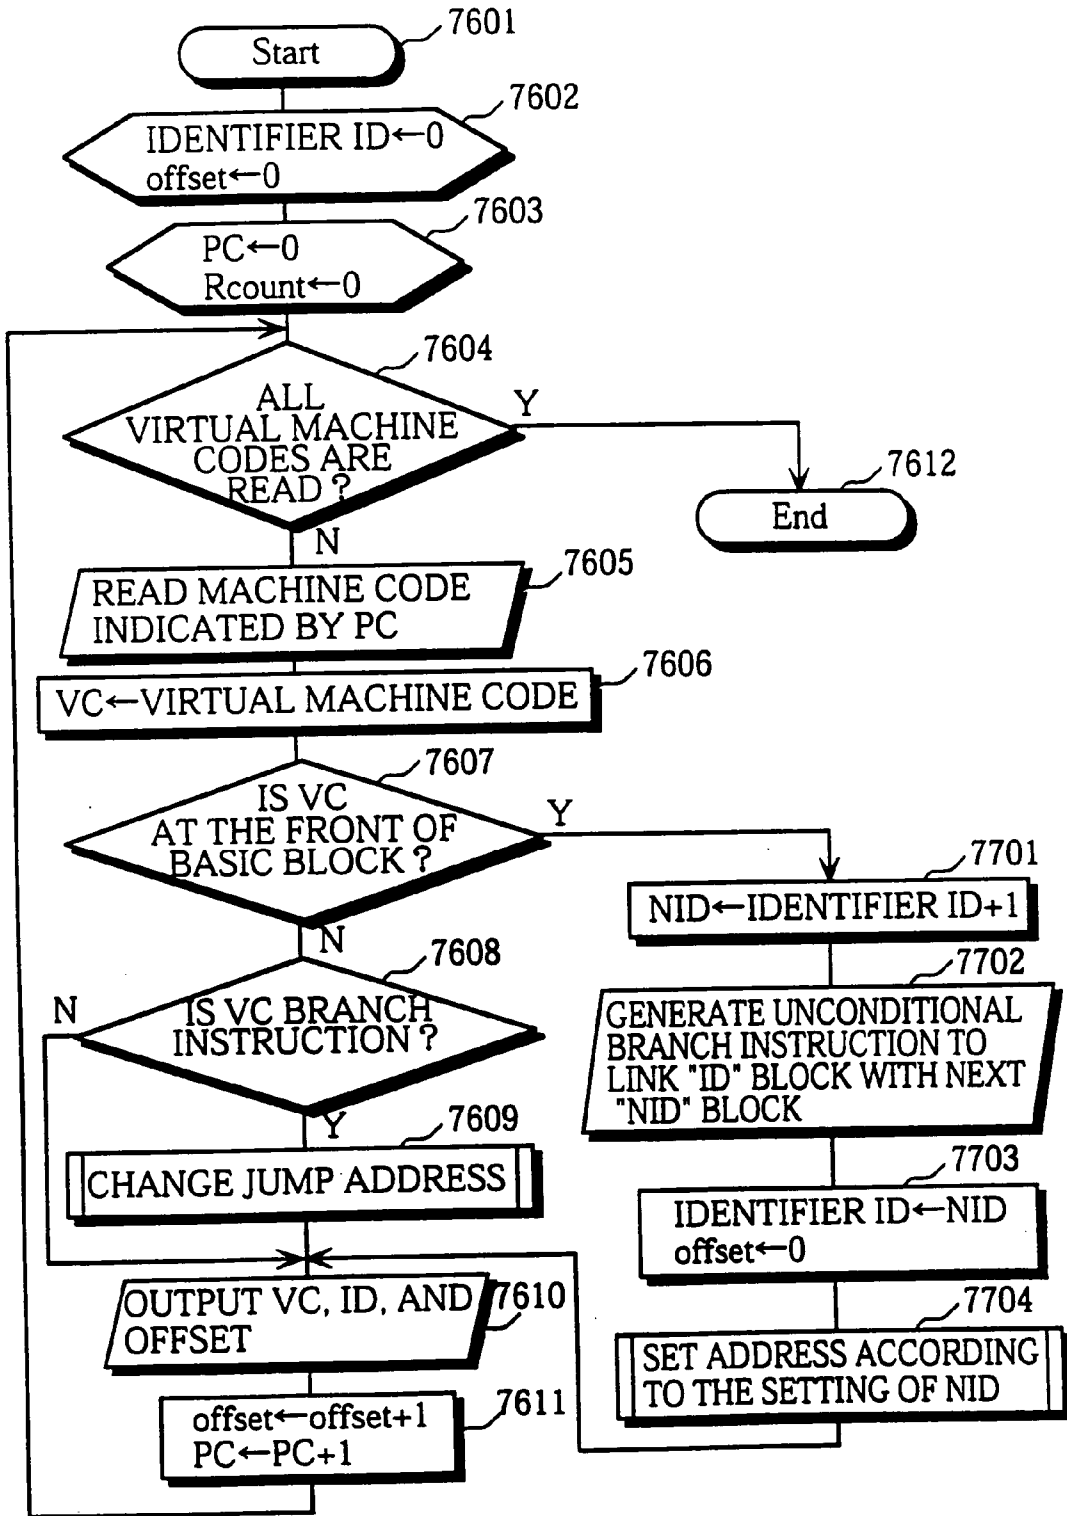 7601
Start
7602
IDENTIFIER ID←0
offset←0
7603
PC←0
Rcount←0
7604
ALL
VIRTUAL MACHINE
CODES ARE
READ ?
Y
N
7612
End
7605
READ MACHINE CODE
INDICATED BY PC
7606
VC←VIRTUAL MACHINE CODE
7607
IS VC
AT THE FRONT OF
BASIC BLOCK ?
Y
N
7608
IS VC BRANCH
INSTRUCTION ?
N
Y
7609
CHANGE JUMP ADDRESS
7610
OUTPUT VC, ID, AND
OFFSET
7611
offset←offset+1
PC←PC+1
7701
NID←IDENTIFIER ID+1
7702
GENERATE UNCONDITIONAL
BRANCH INSTRUCTION TO
LINK "ID" BLOCK WITH NEXT
"NID" BLOCK
7703
IDENTIFIER ID←NID
offset←0
7704
SET ADDRESS ACCORDING
TO THE SETTING OF NID